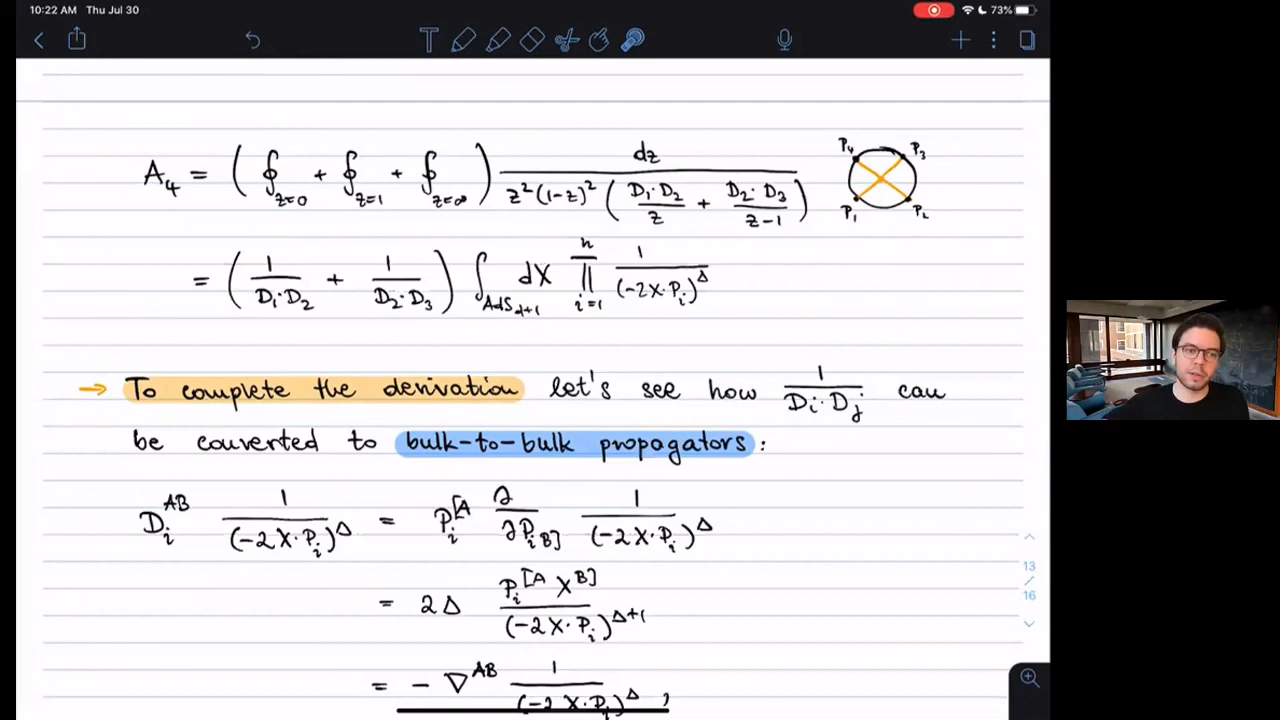 10:22 AM Thu Jul 30 73%
T
A₄ = ( ∮_{z=0} + ∮_{z=1} + ∮_{z=∞} ) dz / ( z²(1-z)² ( D₁·D₂/z + D₂·D₃/(z-1) ) )
P₄ P₃
P₁ P₂
= ( 1/(D₁·D₂) + 1/(D₂·D₃) ) ∫_{AdS_{d+1}} dX ∏_{i=1}^{n} 1/(-2X·P_i)^Δ
→ To complete the derivation let's see how 1/(D_i·D_j) can
be converted to bulk-to-bulk propagators:
D_i^{AB} 1/(-2X·P_i)^Δ = P_i^{[A} ∂/∂P_{i B]} 1/(-2X·P_i)^Δ
= 2Δ P_i^{[A} X^{B]} / (-2X·P_i)^{Δ+1}
= - ∇^{AB} 1/(-2X·P_i)^Δ ,
13
/
16